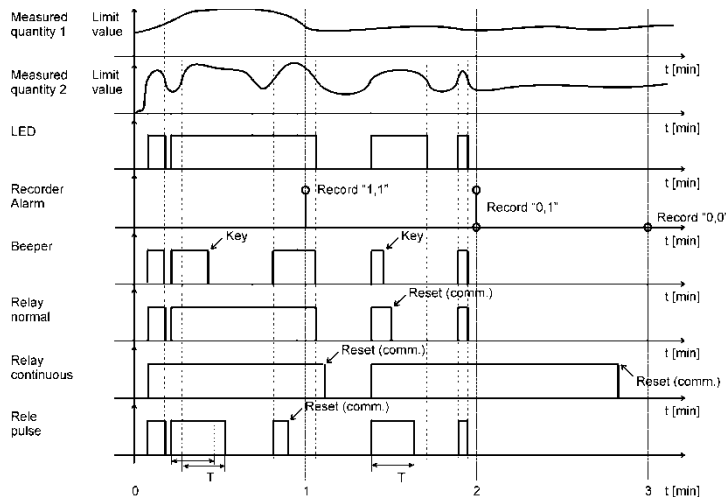 Measured Limit
quantity 1 value
t [min]
Measured Limit
quantity 2 value
t [min]
LED
t [min]
Recorder
Alarm
Record "1,1"
Record "0,1"
Record "0,0"
t [min]
Beeper
Key
Key
t [min]
Relay
normal
Reset (comm.)
t [min]
Relay
continuous
Reset (comm.)
Reset (comm.)
t [min]
Rele
pulse
Reset (comm.)
T
T
0 1 2 3 t [min]